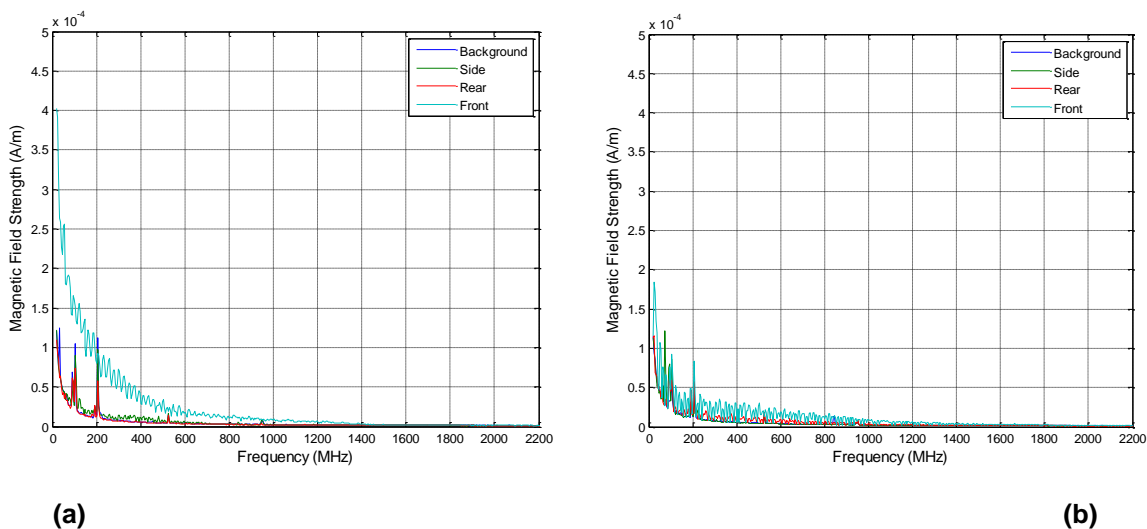 x 10⁻⁴
5
4.5
4
3.5
3
2.5
2
1.5
1
0.5
0
Magnetic Field Strength (A/m)
0 200 400 600 800 1000 1200 1400 1600 1800 2000 2200
Frequency (MHz)
Background
Side
Rear
Front
(a)
x 10⁻⁴
5
4.5
4
3.5
3
2.5
2
1.5
1
0.5
0
Magnetic Field Strength (A/m)
0 200 400 600 800 1000 1200 1400 1600 1800 2000 2200
Frequency (MHz)
Background
Side
Rear
Front
(b)